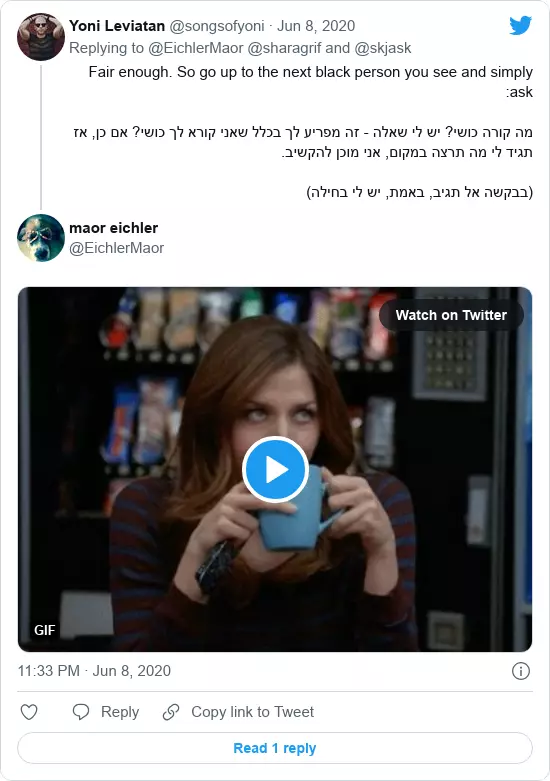 Yoni Leviatan @songsofyoni · Jun 8, 2020
Replying to @EichlerMaor @sharagrif and @skjask
Fair enough. So go up to the next black person you see and simply
ask:
מה קורה כושי? יש לי שאלה - זה מפריע לך בכלל שאני קורא לך כושי? אם כן, אז
תגיד לי מה תרצה במקום, אני מוכן להקשיב.
(בבקשה אל תגיב, באמת, יש לי בחילה)
maor eichler
@EichlerMaor
Watch on Twitter
GIF
11:33 PM · Jun 8, 2020
Reply
Copy link to Tweet
Read 1 reply